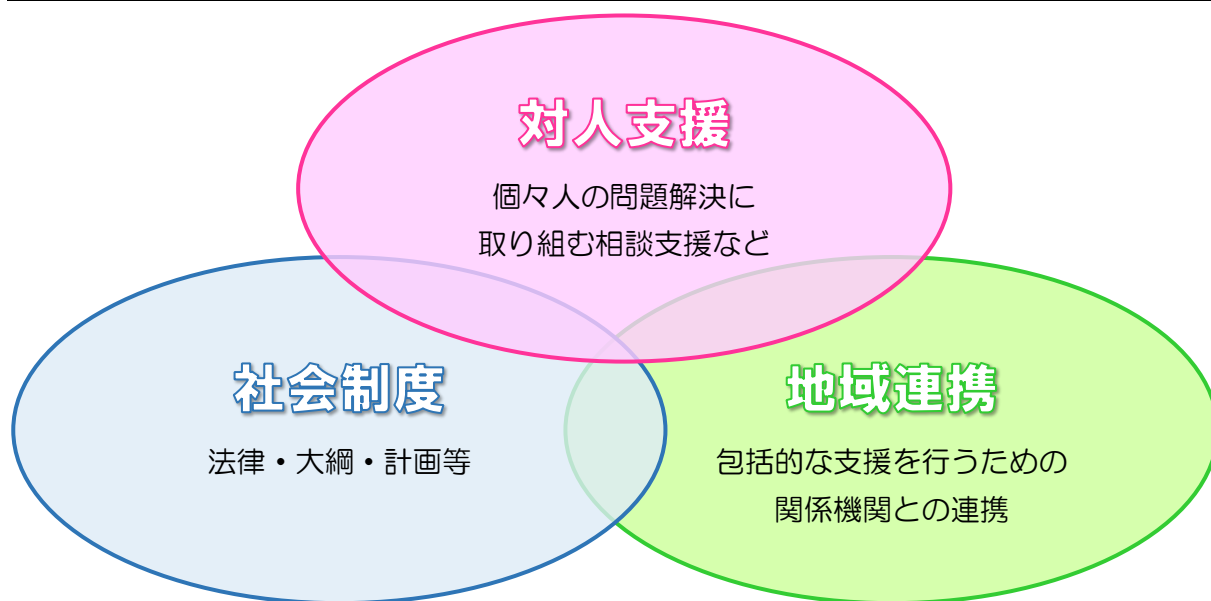 対人支援
個々人の問題解決に
取り組む相談支援など
社会制度
法律・大綱・計画等
地域連携
包括的な支援を行うための
関係機関との連携